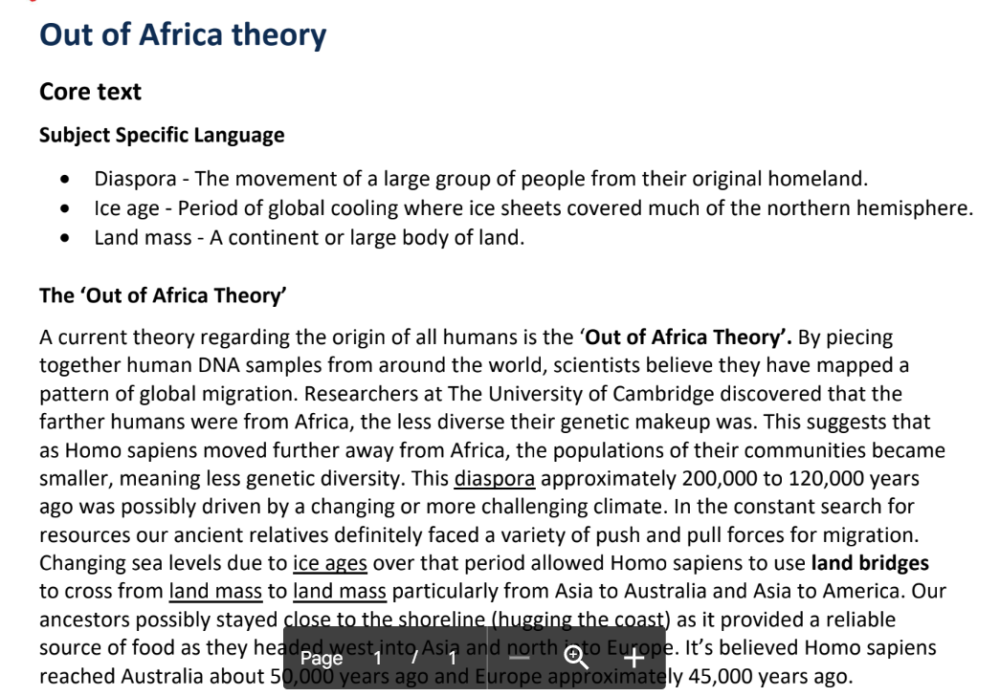 Out of Africa theory
Core text
Subject Specific Language
• Diaspora - The movement of a large group of people from their original homeland.
• Ice age - Period of global cooling where ice sheets covered much of the northern hemisphere.
• Land mass - A continent or large body of land.
The ‘Out of Africa Theory’
A current theory regarding the origin of all humans is the ‘Out of Africa Theory’. By piecing
together human DNA samples from around the world, scientists believe they have mapped a
pattern of global migration. Researchers at The University of Cambridge discovered that the
farther humans were from Africa, the less diverse their genetic makeup was. This suggests that
as Homo sapiens moved further away from Africa, the populations of their communities became
smaller, meaning less genetic diversity. This diaspora approximately 200,000 to 120,000 years
ago was possibly driven by a changing or more challenging climate. In the constant search for
resources our ancient relatives definitely faced a variety of push and pull forces for migration.
Changing sea levels due to ice ages over that period allowed Homo sapiens to use land bridges
to cross from land mass to land mass particularly from Asia to Australia and Asia to America. Our
ancestors possibly stayed close to the shoreline (hugging the coast) as it provided a reliable
source of food as they headed west into Asia and north into Europe. It’s believed Homo sapiens
Page 1 / 1
reached Australia about 50,000 years ago and Europe approximately 45,000 years ago.